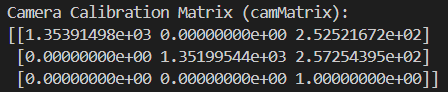 Camera Calibration Matrix (camMatrix):
[[1.35391498e+03 0.00000000e+00 2.52521672e+02]
 [0.00000000e+00 1.35199544e+03 2.57254395e+02]
 [0.00000000e+00 0.00000000e+00 1.00000000e+00]]